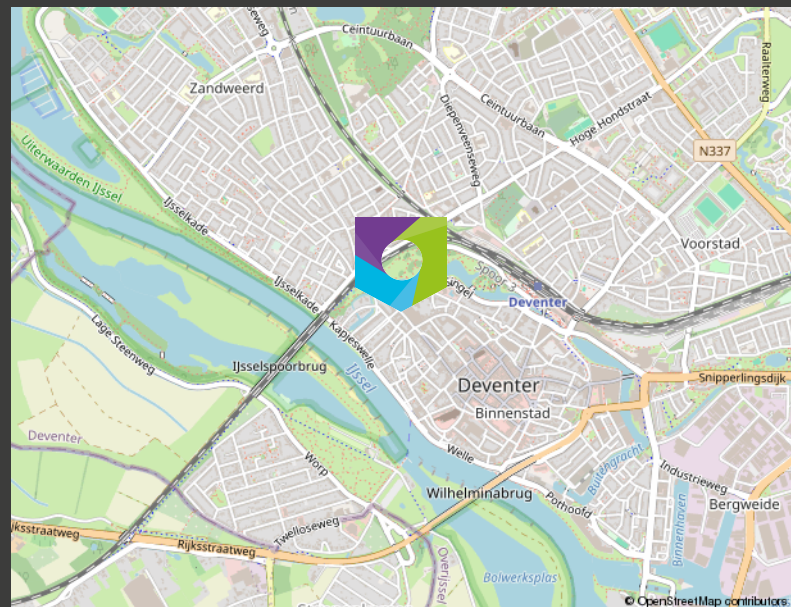 Ceintuurbaan
Zandweerd
Raalterweg
Diepenveenseweg
Ceintuurbaan
Hoge Hondstraat
N337
Uiterwaarden IJssel
IJsselkade
Voorstad
Spoor 3
IJsselkade
singel
Deventer
Lage Steenweg
Kapjeswelle
IJsselspoorbrug
IJssel
Deventer
Snipperlingsdijk
Binnenstad
Deventer
Welle
Worp
Buitengracht
Industrieweg
Wilhelminabrug
Pothoofd
Bergweide
Binnenhaven
Twelloseweg
jksstraatweg
Rijksstraatweg
Overijssel
Bolwerksplas
© OpenStreetMap contributors